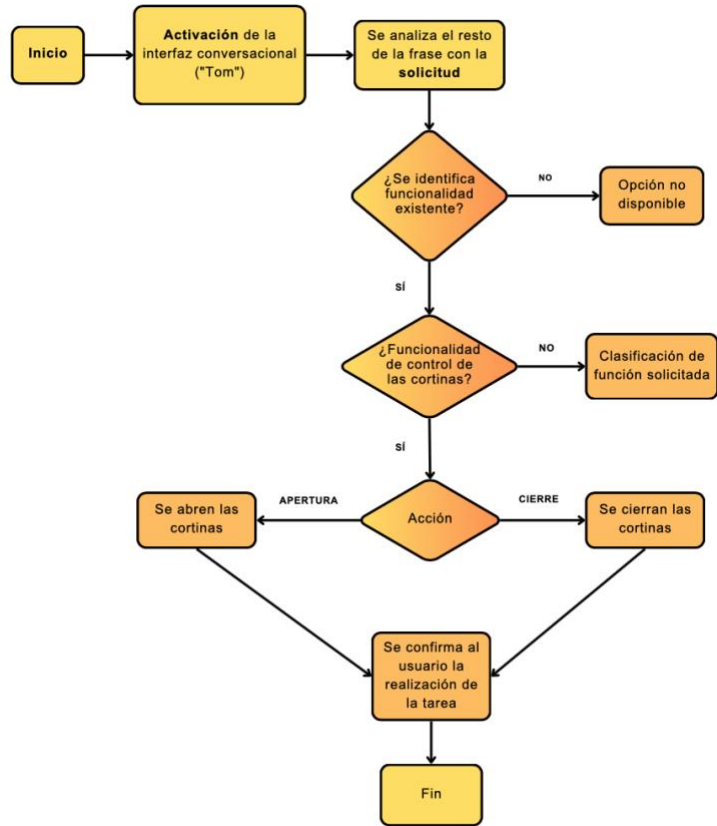 Inicio
Activación de la
interfaz conversacional
("Tom")
Se analiza el resto
de la frase con la
solicitud
¿Se identifica
funcionalidad
existente?
NO
Opción no
disponible
SÍ
¿Funcionalidad
de control de
las cortinas?
NO
Clasificación de
función solicitada
SÍ
Se abren las
cortinas
APERTURA
Acción
CIERRE
Se cierran las
cortinas
Se confirma al
usuario la
realización de
la tarea
Fin